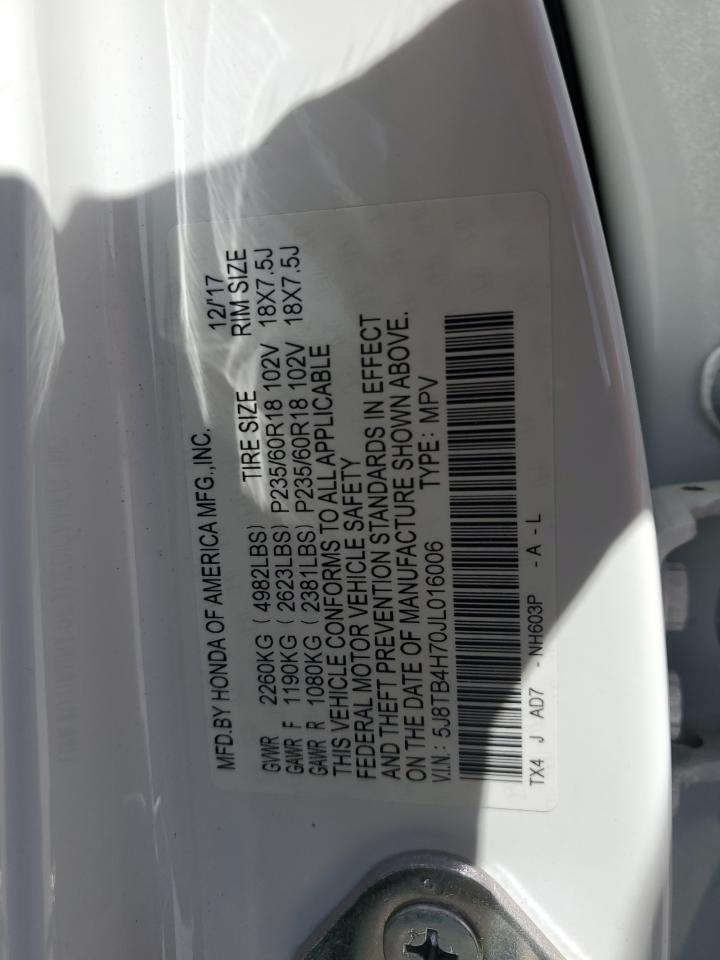 MFD.BY HONDA OF AMERICA MFG.,INC. 12/'17
TIRE SIZE RIM SIZE
GVWR 2260KG (4982LBS)
GAWR F 1190KG (2623LBS) P235/60R18 102V 18X7.5J
GAWR R 1080KG (2381LBS) P235/60R18 102V 18X7.5J
THIS VEHICLE CONFORMS TO ALL APPLICABLE
FEDERAL MOTOR VEHICLE SAFETY
AND THEFT PREVENTION STANDARDS IN EFFECT
ON THE DATE OF MANUFACTURE SHOWN ABOVE.
V.I.N.: 5J8TB4H70JL016006 TYPE: MPV
TX4 J AD7 -NH603P -A-L